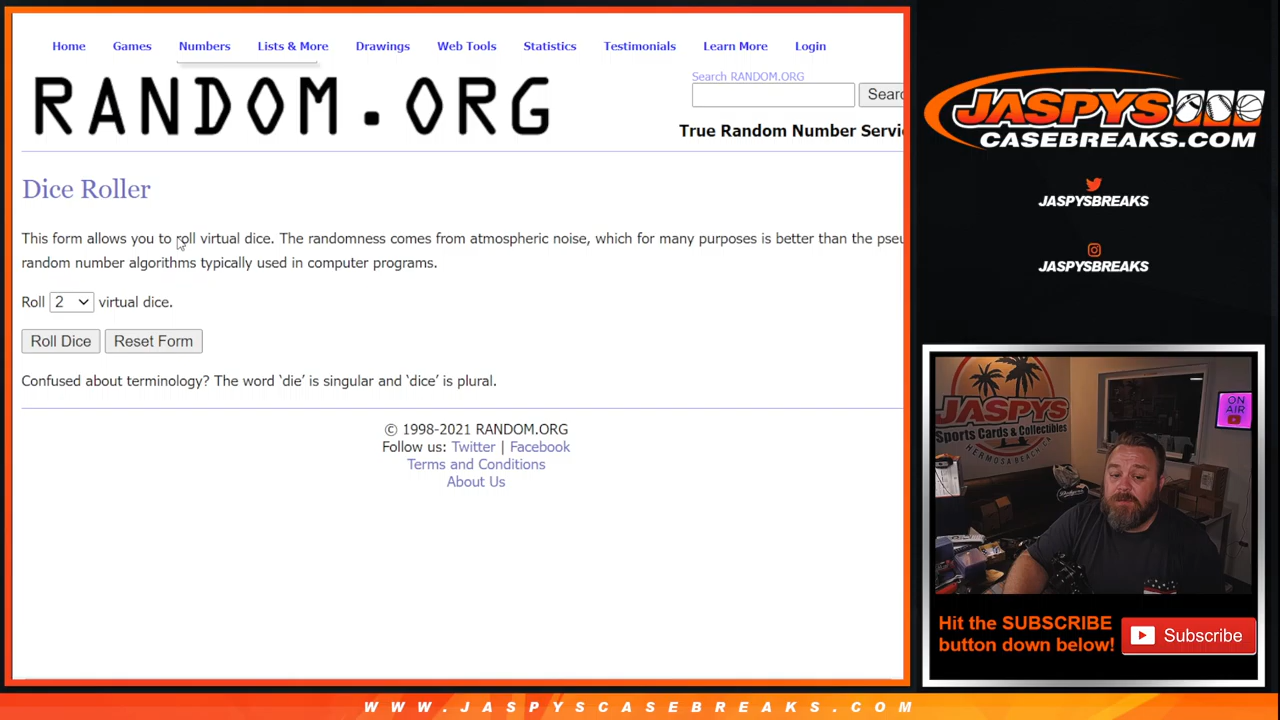 Home Games Numbers Lists & More Drawings Web Tools Statistics Testimonials Learn More Login
RANDOM.ORG
Search RANDOM.ORG
Searc
True Random Number Servi
Dice Roller
This form allows you to roll virtual dice. The randomness comes from atmospheric noise, which for many purposes is better than the pseu
random number algorithms typically used in computer programs.
Roll 2 virtual dice.
Roll Dice Reset Form
Confused about terminology? The word ‘die’ is singular and ‘dice’ is plural.
© 1998-2021 RANDOM.ORG
Follow us: Twitter | Facebook
Terms and Conditions
About Us
JASPYS
CASEBREAKS.COM
JASPYSBREAKS
JASPYSBREAKS
JASPYS
Sports Cards & Collectibles
HERMOSA BEACH CA
ON
AIR
Hit the SUBSCRIBE
button down below!
Subscribe
WWW.JASPYSCASEBREAKS.COM